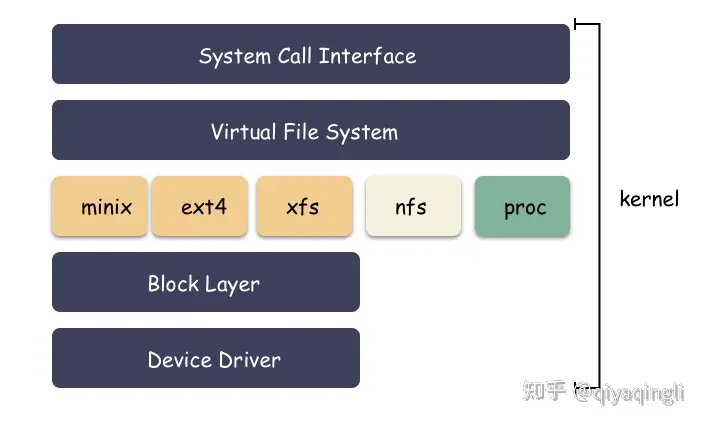 System Call Interface
Virtual File System
minix ext4 xfs nfs proc
kernel
Block Layer
Device Driver
知乎 @qiyaqingli